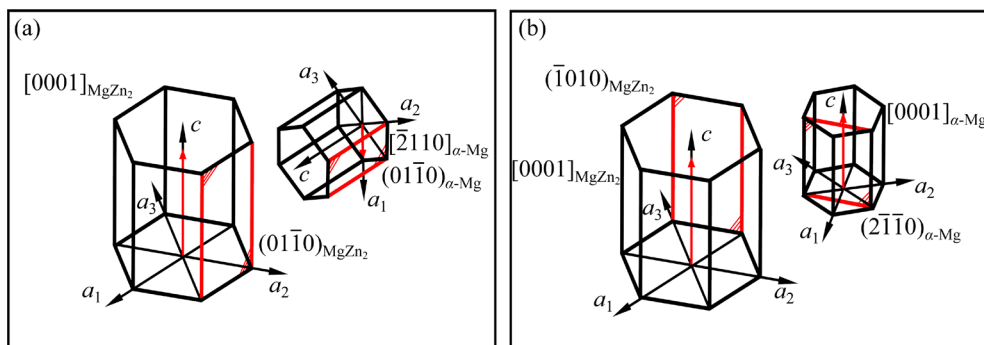 (a)
[0001]MgZn₂
c
a₃
(011̅0)MgZn₂
a₁
a₂
a₃
a₂
[2̅110]α-Mg
c
(011̅0)α-Mg
a₁
(b)
(1̅010)MgZn₂
c
[0001]MgZn₂
a₃
a₁
a₂
c
[0001]α-Mg
a₃
a₂
a₁
(21̅1̅0)α-Mg